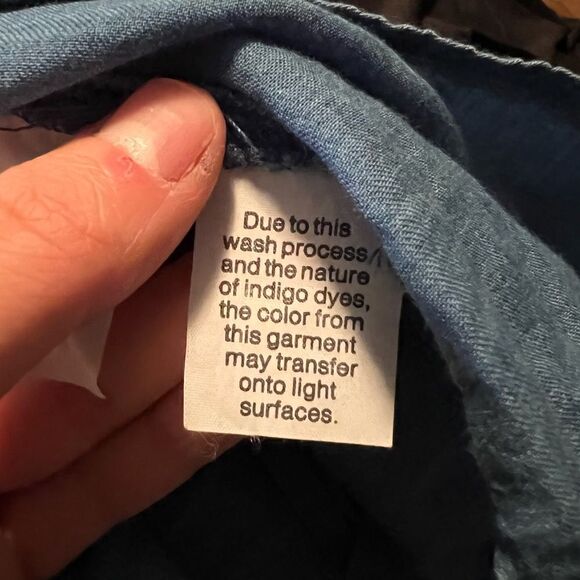 Due to this
wash process/
and the nature
of indigo dyes,
the color from
this garment
may transfer
onto light
surfaces.